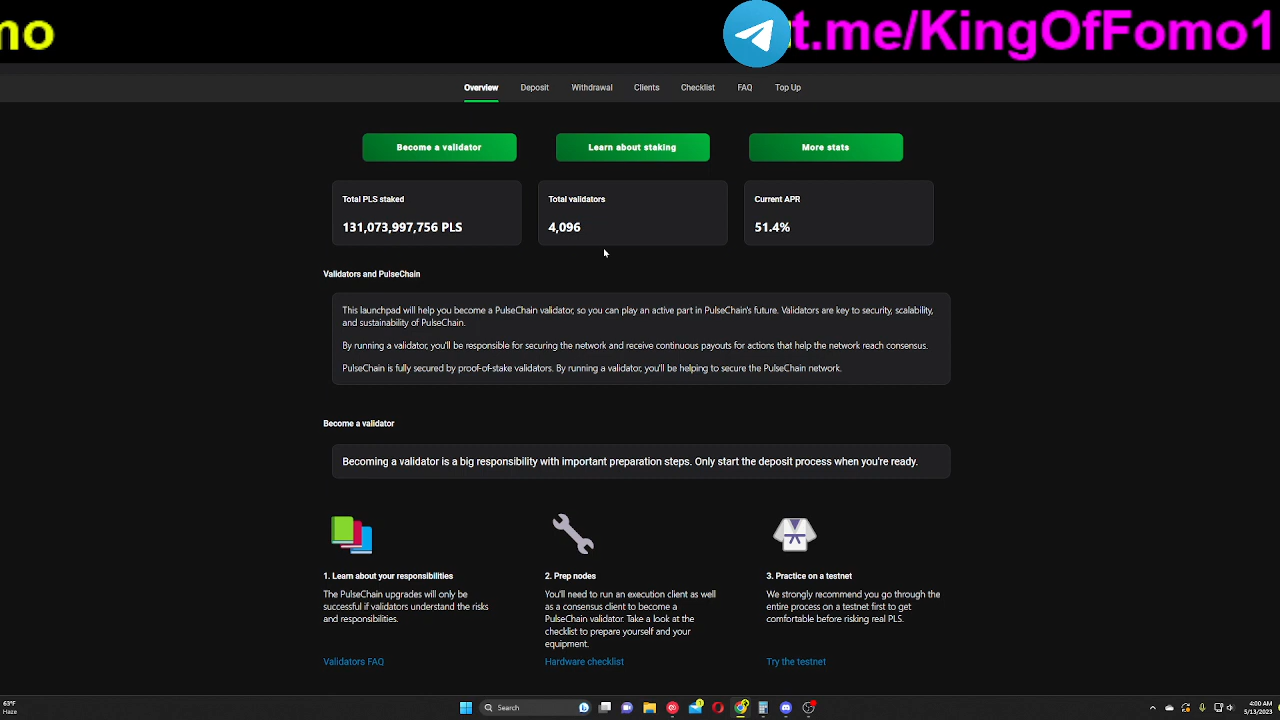 mo
t.me/KingOfFomo1
Overview Deposit Withdrawal Clients Checklist FAQ Top Up
Become a validator Learn about staking More stats
Total PLS staked Total validators Current APR
131,073,997,756 PLS 4,096 51.4%
Validators and PulseChain
This launchpad will help you become a PulseChain validator, so you can play an active part in PulseChain's future. Validators are key to security, scalability,
and sustainability of PulseChain.
By running a validator, you'll be responsible for securing the network and receive continuous payouts for actions that help the network reach consensus.
PulseChain is fully secured by proof-of-stake validators. By running a validator, you'll be helping to secure the PulseChain network.
Become a validator
Becoming a validator is a big responsibility with important preparation steps. Only start the deposit process when you're ready.
1. Learn about your responsibilities
The PulseChain upgrades will only be
successful if validators understand the risks
and responsibilities.
Validators FAQ
2. Prep nodes
You'll need to run an execution client as well
as a consensus client to become a
PulseChain validator. Take a look at the
checklist to prepare yourself and your
equipment.
Hardware checklist
3. Practice on a testnet
We strongly recommend you go through the
entire process on a testnet first to get
comfortable before risking real PLS.
Try the testnet
63°F
Haze
Search
4:00 AM
5/13/2023